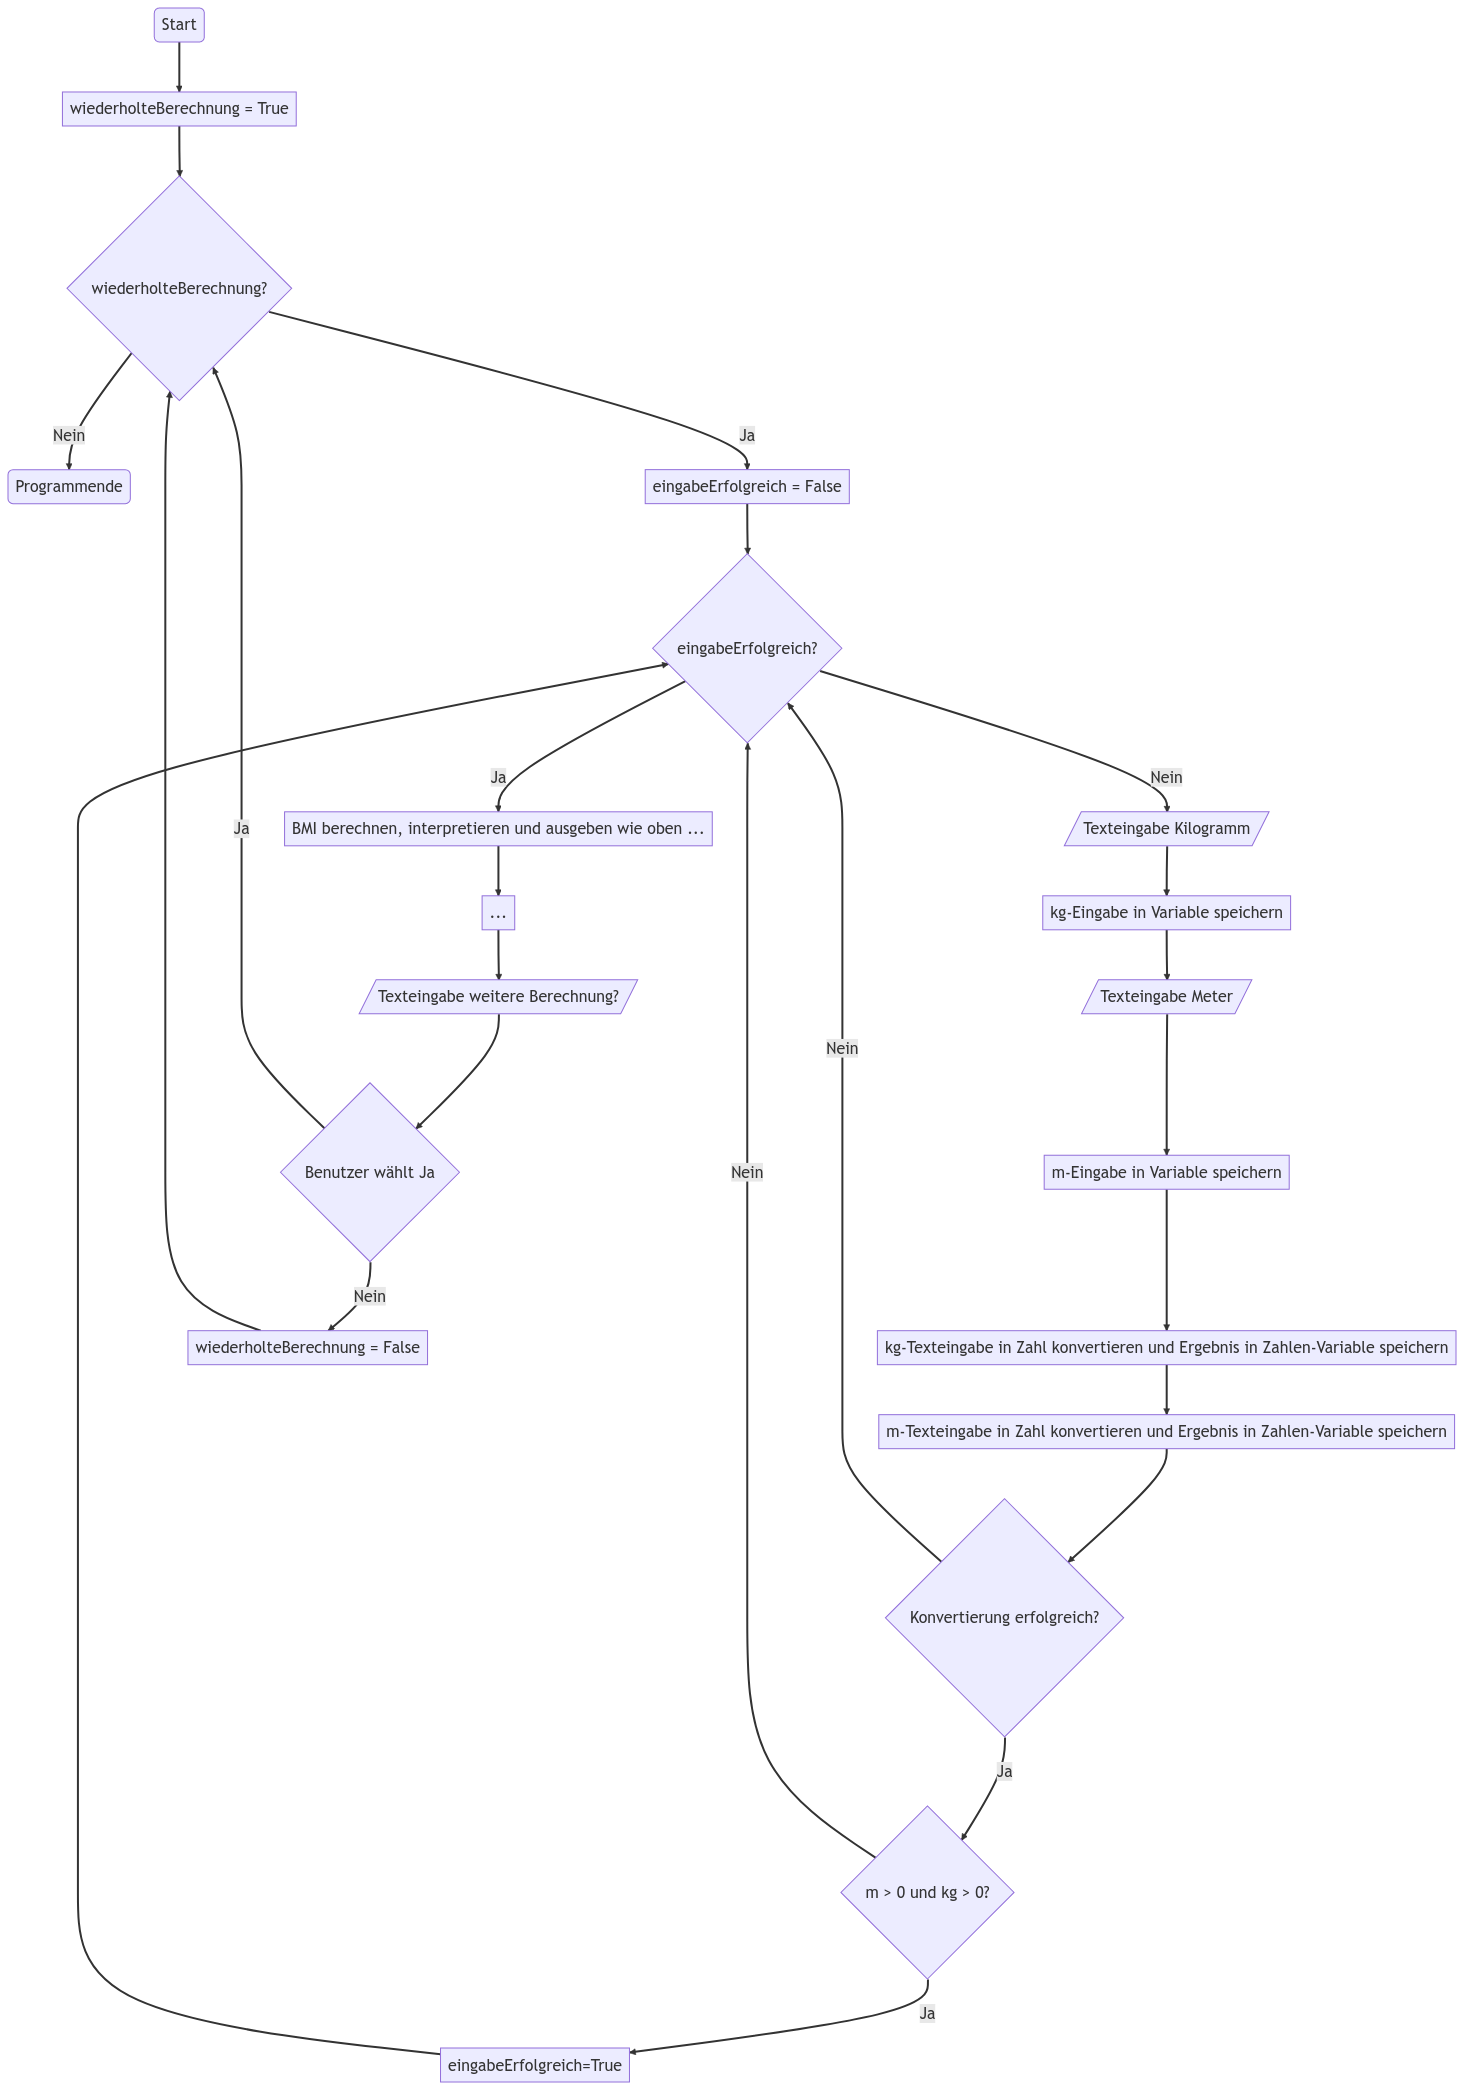 Start
wiederholteBerechnung = True
wiederholteBerechnung?
Nein
Ja
Programmende
eingabeErfolgreich = False
eingabeErfolgreich?
Ja
Nein
BMI berechnen, interpretieren und ausgeben wie oben ...
Texteingabe Kilogramm
Ja
...
kg-Eingabe in Variable speichern
Texteingabe weitere Berechnung?
Texteingabe Meter
Nein
Benutzer wählt Ja
Nein
m-Eingabe in Variable speichern
Nein
wiederholteBerechnung = False
kg-Texteingabe in Zahl konvertieren und Ergebnis in Zahlen-Variable speichern
m-Texteingabe in Zahl konvertieren und Ergebnis in Zahlen-Variable speichern
Konvertierung erfolgreich?
Ja
m > 0 und kg > 0?
Ja
eingabeErfolgreich=True